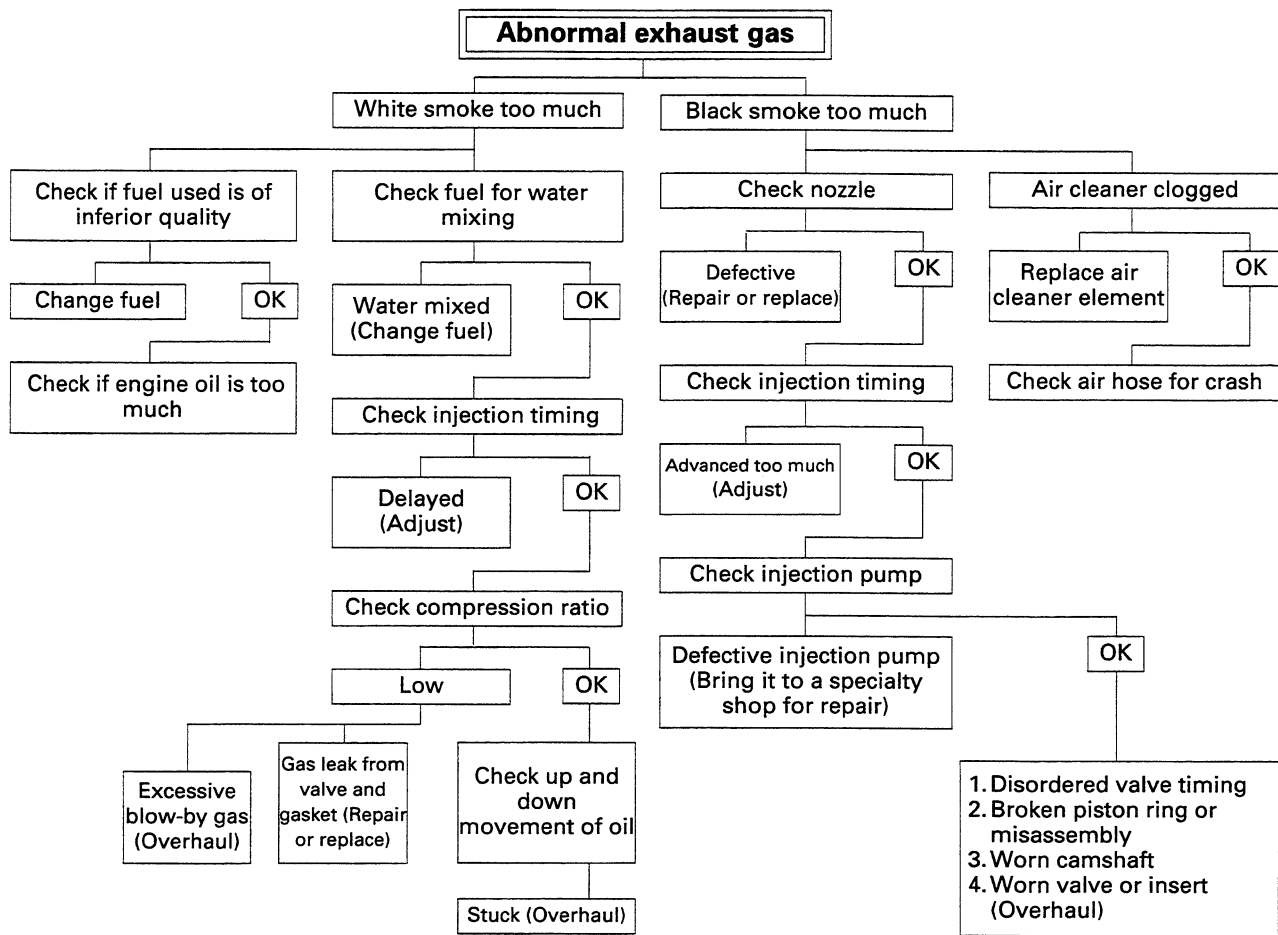 Abnormal exhaust gas
White smoke too much
Black smoke too much
Check if fuel used is of
inferior quality
Check fuel for water
mixing
Check nozzle
Air cleaner clogged
Change fuel
OK
Water mixed
(Change fuel)
OK
Defective
(Repair or replace)
OK
Replace air
cleaner element
OK
Check if engine oil is too
much
Check injection timing
Check injection timing
Check air hose for crash
Delayed
(Adjust)
OK
Advanced too much
(Adjust)
OK
Check compression ratio
Check injection pump
Low
OK
Defective injection pump
(Bring it to a specialty
shop for repair)
OK
Excessive
blow-by gas
(Overhaul)
Gas leak from
valve and
gasket (Repair
or replace)
Check up and
down
movement of oil
Stuck (Overhaul)
1. Disordered valve timing
2. Broken piston ring or
misassembly
3. Worn camshaft
4. Worn valve or insert
(Overhaul)